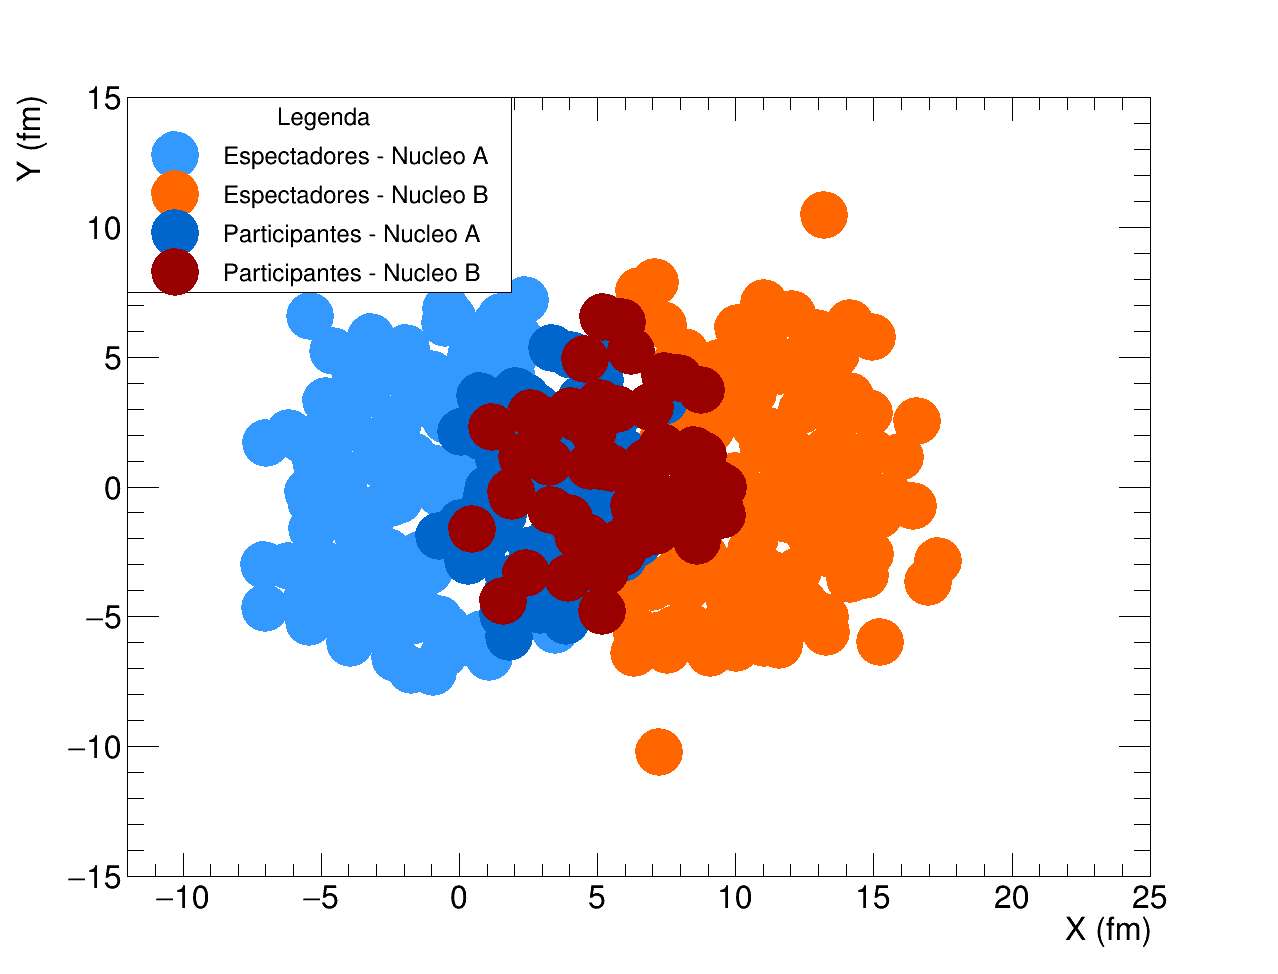 Y (fm)
15
10
5
0
−5
−10
−15
Legenda
Espectadores - Nucleo A
Espectadores - Nucleo B
Participantes - Nucleo A
Participantes - Nucleo B
−10 −5 0 5 10 15 20 25
X (fm)